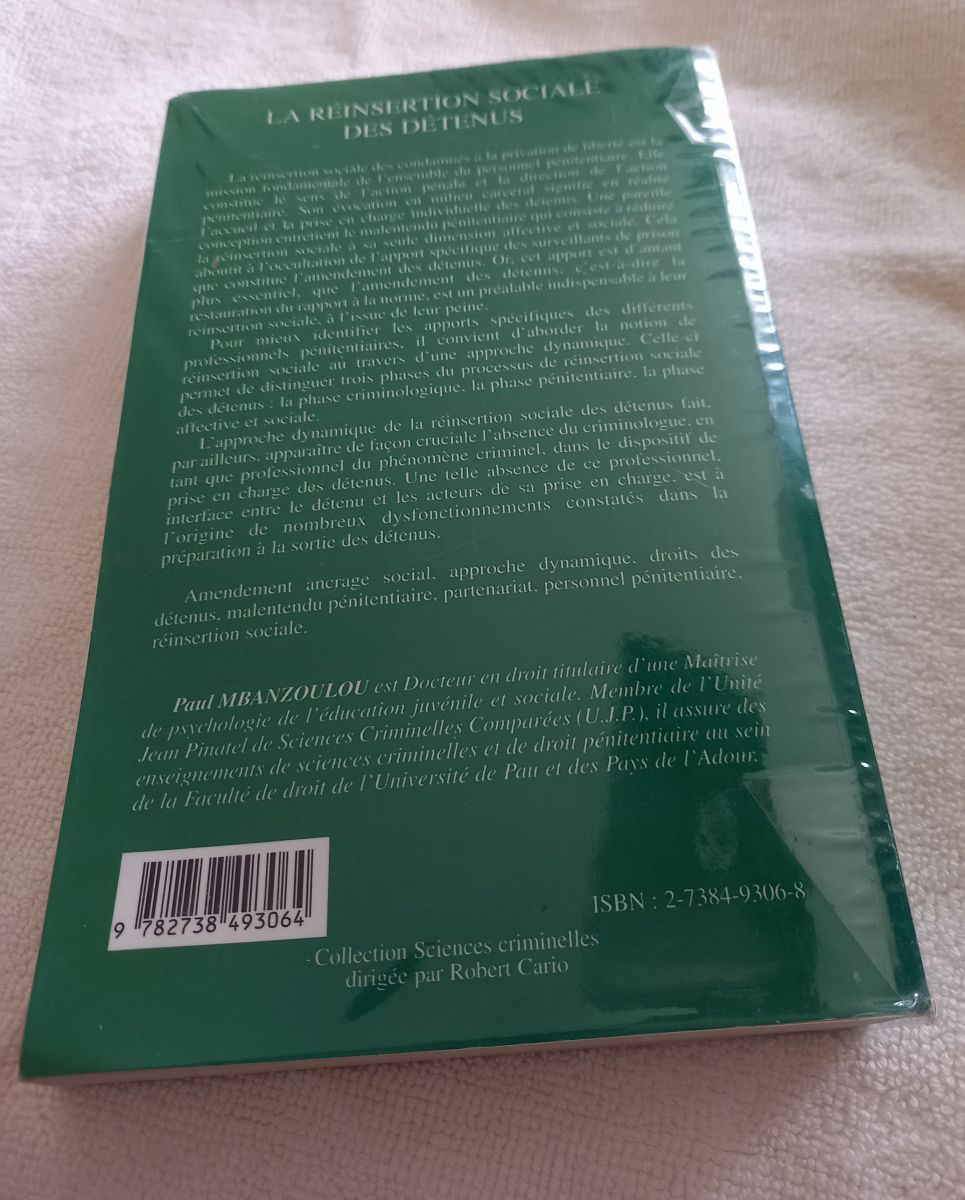 LA RÉINSERTION SOCIALE
DES DÉTENUS
La réinsertion sociale des condamnés à la privation de liberté est la
mission fondamentale de l'ensemble du personnel pénitentiaire. Elle
constitue le sens de l'action pénale et la direction de l'action
pénitentiaire. Son évocation en milieu carcéral signifie en réalité
l'accueil et la prise en charge individuelle des détenus. Une pareille
conception entretient le malentendu pénitentiaire qui consiste à réduire
la réinsertion sociale à sa seule dimension affective et sociale. Cela
aboutit à l'occultation de l'apport spécifique des surveillants de prison
que constitue l'amendement des détenus. Or, cet apport est d'autant
plus essentiel, que l'amendement des détenus, c'est-à-dire la
restauration du rapport à la norme, est un préalable indispensable à leur
réinsertion sociale, à l'issue de leur peine.
Pour mieux identifier les apports spécifiques des différents
professionnels pénitentiaires, il convient d'aborder la notion de
réinsertion sociale au travers d'une approche dynamique. Celle-ci
permet de distinguer trois phases du processus de réinsertion sociale
des détenus : la phase criminologique, la phase pénitentiaire, la phase
affective et sociale.
L'approche dynamique de la réinsertion sociale des détenus fait,
par ailleurs, apparaître de façon cruciale l'absence du criminologue, en
tant que professionnel du phénomène criminel, dans le dispositif de
prise en charge des détenus. Une telle absence de ce professionnel,
interface entre le détenu et les acteurs de sa prise en charge, est à
l'origine de nombreux dysfonctionnements constatés dans la
préparation à la sortie des détenus.
Amendement ancrage social, approche dynamique, droits des
détenus, malentendu pénitentiaire, partenariat, personnel pénitentiaire,
réinsertion sociale.
Paul MBANZOULOU est Docteur en droit titulaire d'une Maîtrise
de psychologie de l'éducation juvénile et sociale. Membre de l'Unité
Jean Pinatel de Sciences Criminelles Comparées (U.J.P.), il assure des
enseignements de sciences criminelles et de droit pénitentiaire au sein
de la Faculté de droit de l'Université de Pau et des Pays de l'Adour.
9 782738 493064
ISBN : 2-7384-9306-8
Collection Sciences criminelles
dirigée par Robert Cario